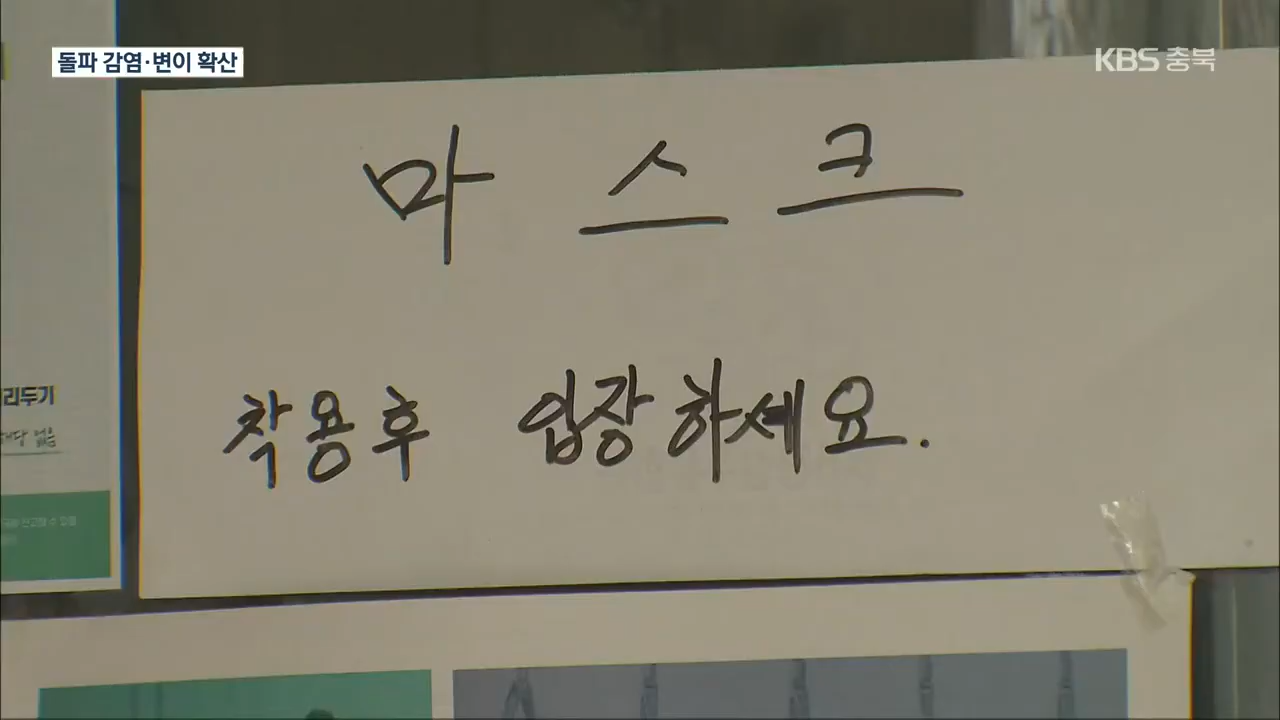 돌파 감염·변이 확산
KBS 충북
마 스 크
착용후 입장하세요.
리두기